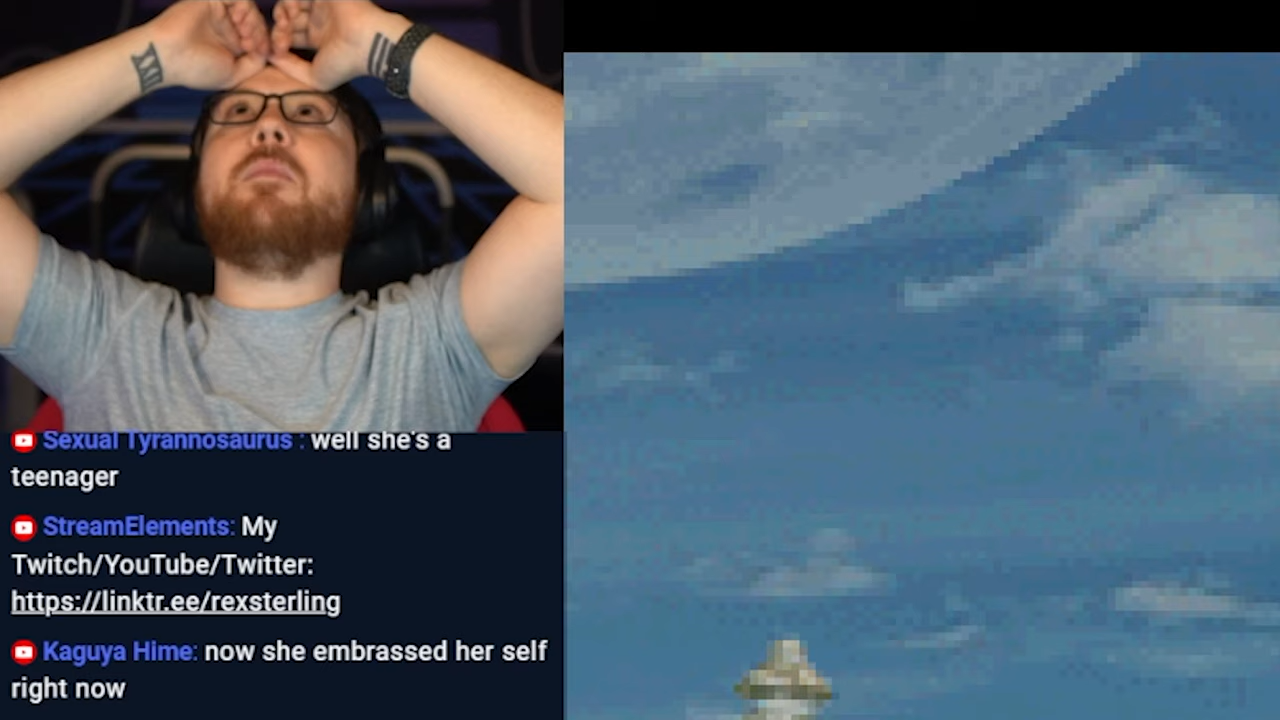 XXII
Sexual Tyrannosaurus : well she's a
teenager
StreamElements: My
Twitch/YouTube/Twitter:
https://linktr.ee/rexsterling
Kaguya Hime: now she embrassed her self
right now